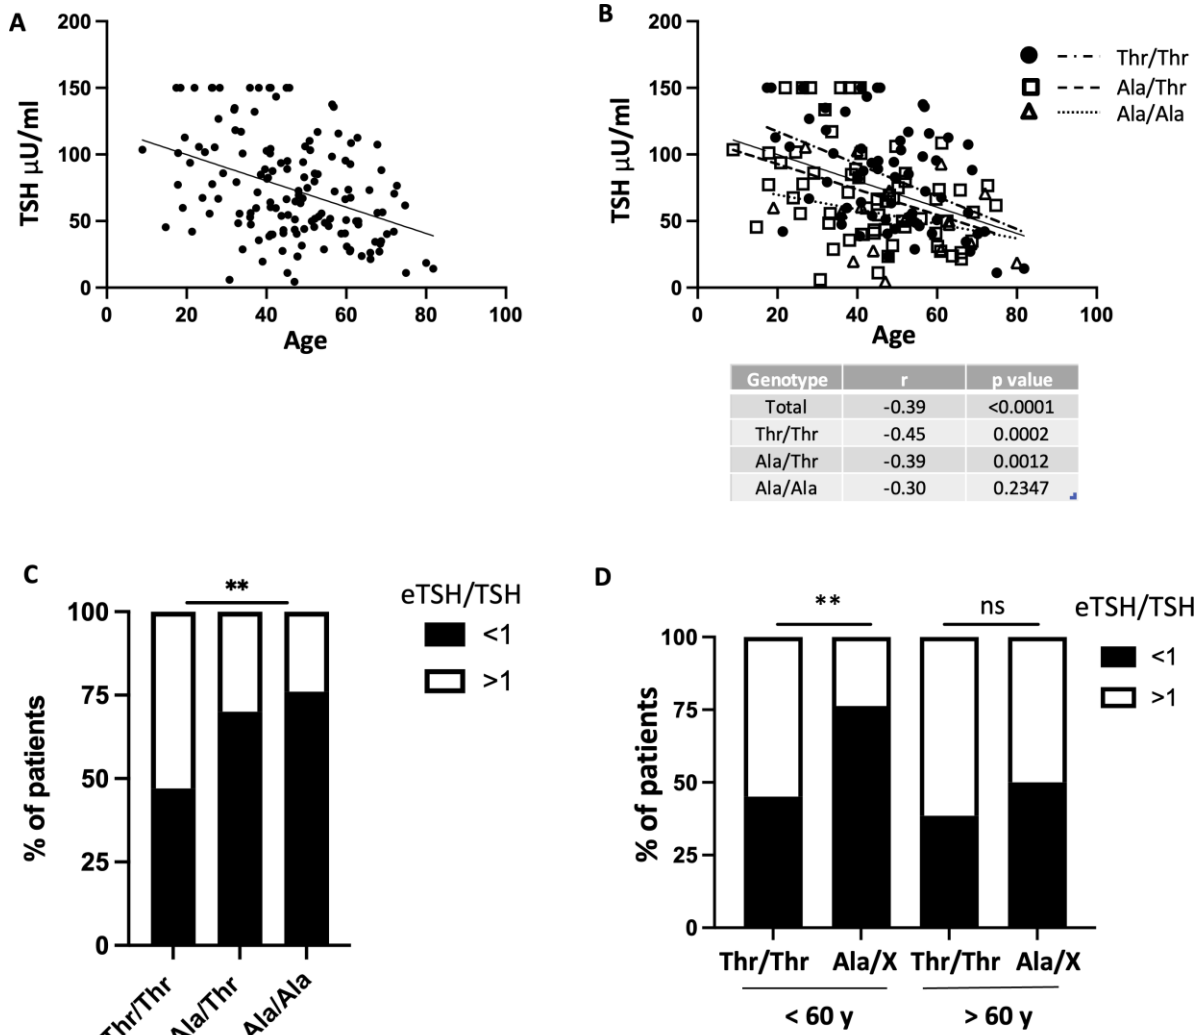 A
200
150
100
50
0
TSH μU/ml
0 20 40 60 80 100
Age
B
200
150
100
50
0
TSH μU/ml
0 20 40 60 80 100
Age
Thr/Thr
Ala/Thr
Ala/Ala
Genotype r p value
Total -0.39 <0.0001
Thr/Thr -0.45 0.0002
Ala/Thr -0.39 0.0012
Ala/Ala -0.30 0.2347
C
**
eTSH/TSH
<1
>1
100
75
50
25
0
% of patients
Thr/Thr Ala/Thr Ala/Ala
D
** ns
eTSH/TSH
<1
>1
100
75
50
25
0
% of patients
Thr/Thr Ala/X Thr/Thr Ala/X
< 60 y > 60 y